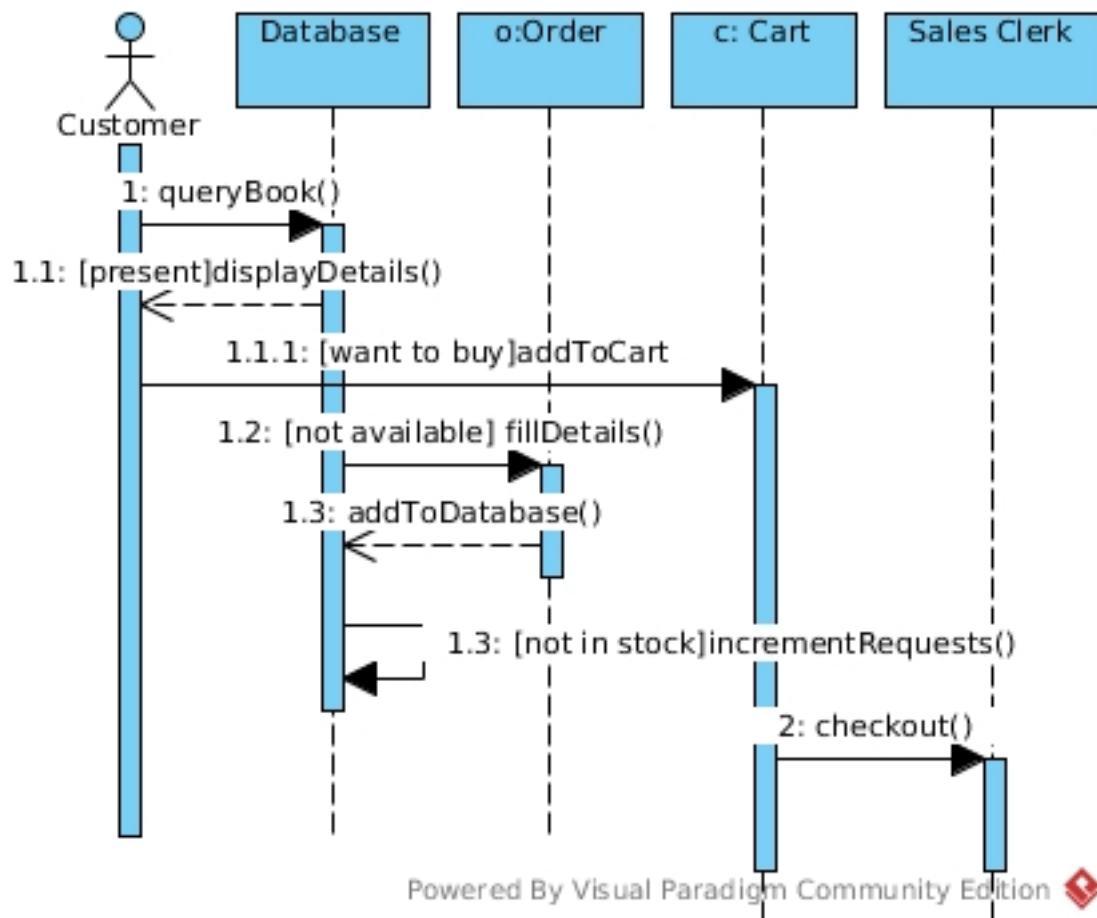 Database
o:Order
c: Cart
Sales Clerk
Customer
1: queryBook()
1.1: [present]displayDetails()
1.1.1: [want to buy]addToCart
1.2: [not available] fillDetails()
1.3: addToDatabase()
1.3: [not in stock]incrementRequests()
2: checkout()
Powered By Visual Paradigm Community Edition